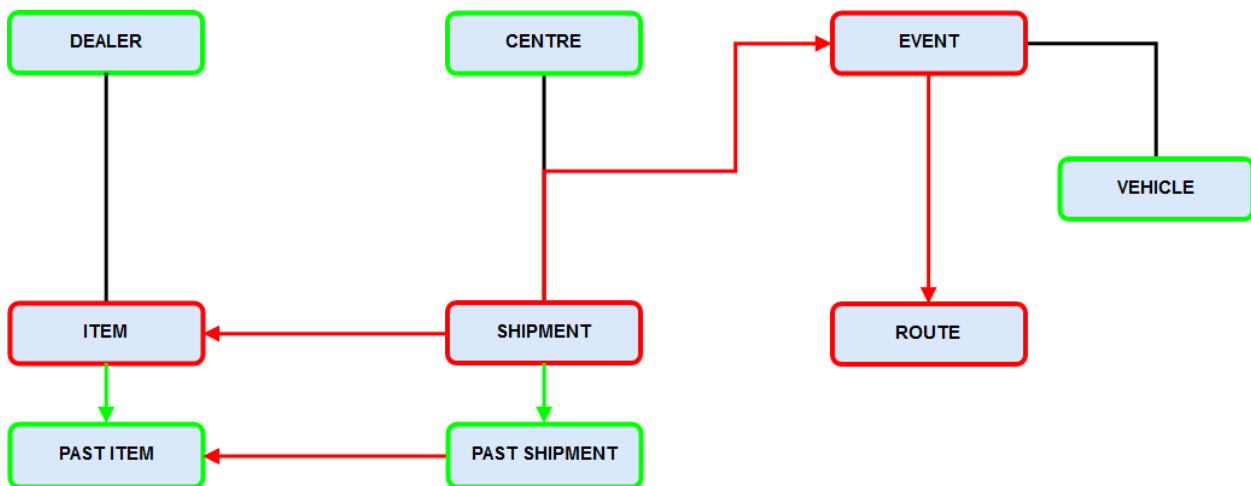 DEALER
CENTRE
EVENT
VEHICLE
ITEM
SHIPMENT
ROUTE
PAST ITEM
PAST SHIPMENT